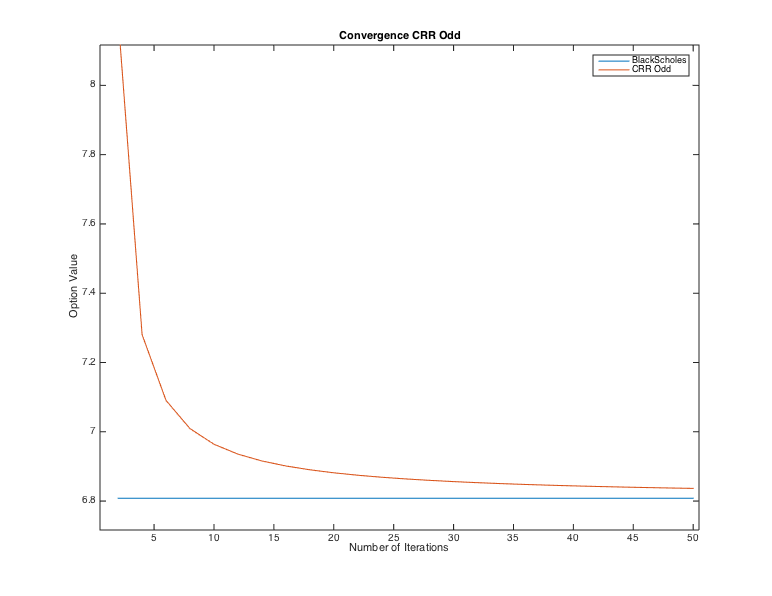 Convergence CRR Odd
BlackScholes
CRR Odd
8
7.8
7.6
7.4
7.2
7
6.8
Option Value
5 10 15 20 25 30 35 40 45 50
Number of Iterations